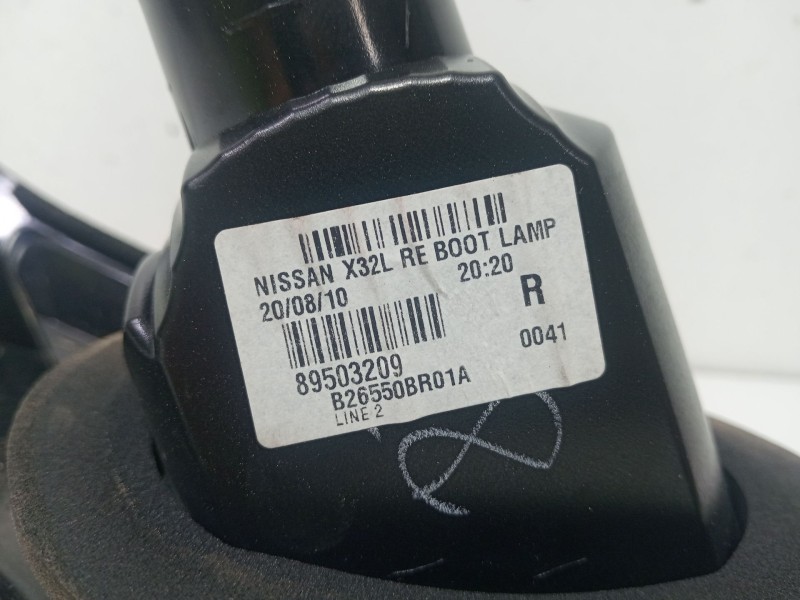 NISSAN X32L RE BOOT LAMP
20/08/10 20:20
R
89503209 0041
B26550BR01A
LINE 2